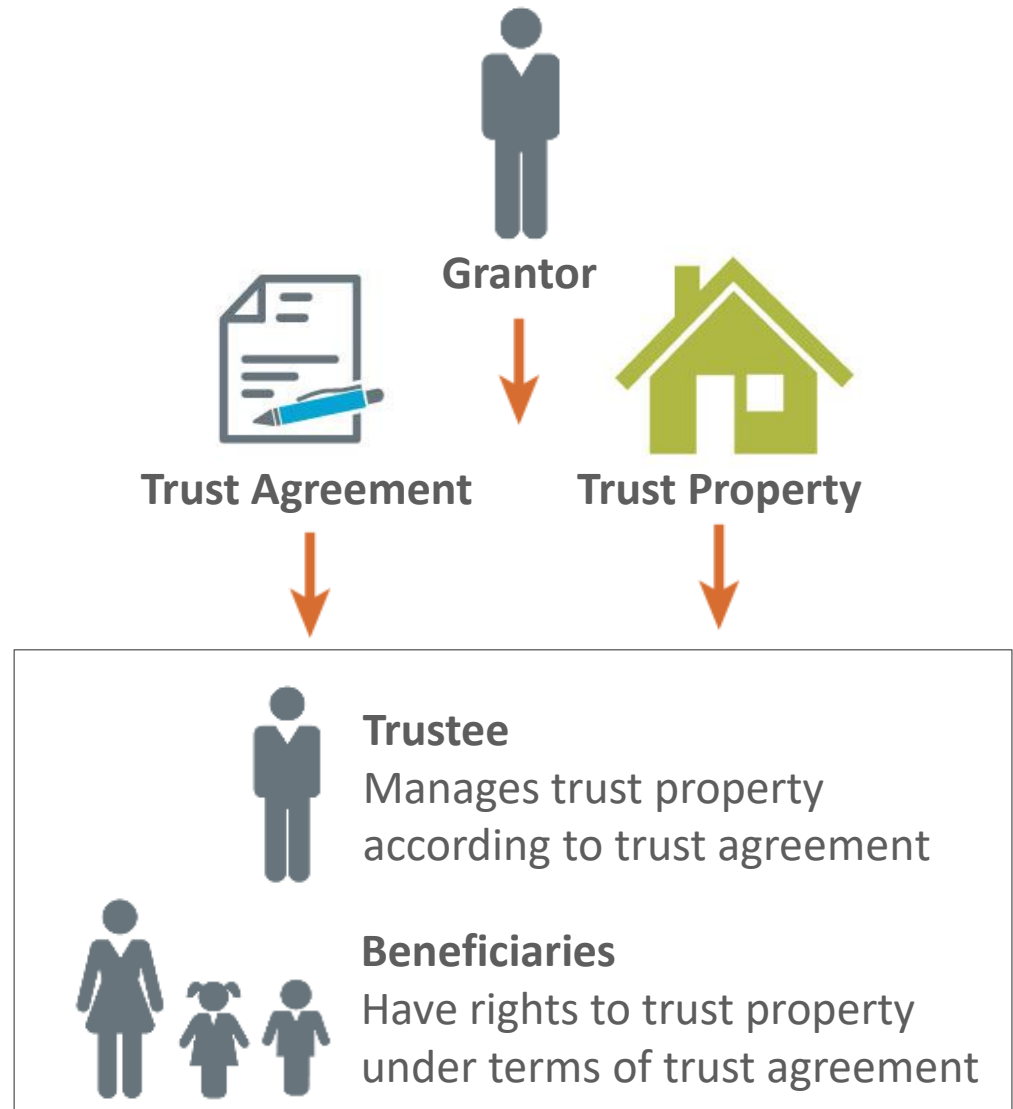 Grantor
Trust Agreement
Trust Property
Trustee
Manages trust property
according to trust agreement
Beneficiaries
Have rights to trust property
under terms of trust agreement